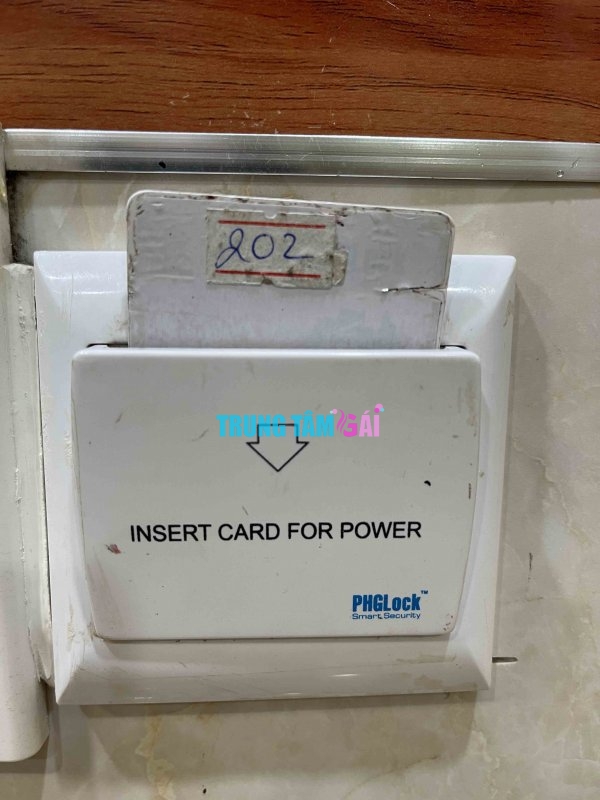 202
TRUNG TÂM GÁI
INSERT CARD FOR POWER
PHGLock™
Smart Security